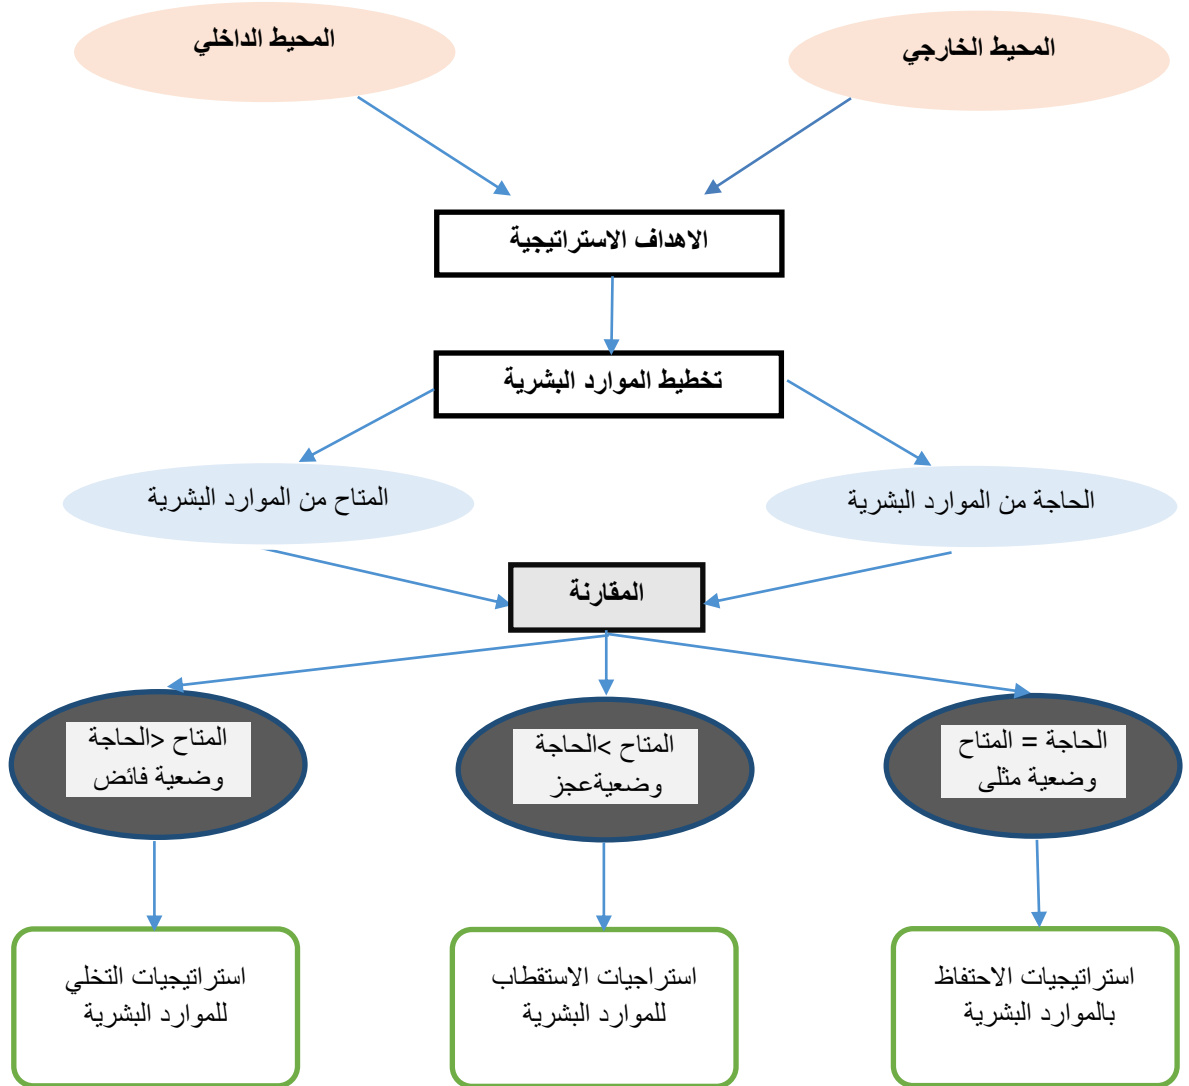 المحيط الخارجي
المحيط الداخلي
الاهداف الاستراتيجية
تخطيط الموارد البشرية
الحاجة من الموارد البشرية
المتاح من الموارد البشرية
المقارنة
الحاجة = المتاح
وضعية مثلى
المتاح <الحاجة
وضعيةعجز
المتاح >الحاجة
وضعية فائض
استراتيجيات الاحتفاظ
بالموارد البشرية
استراجيات الاستقطاب
للموارد البشرية
استراتيجيات التخلي
للموارد البشرية